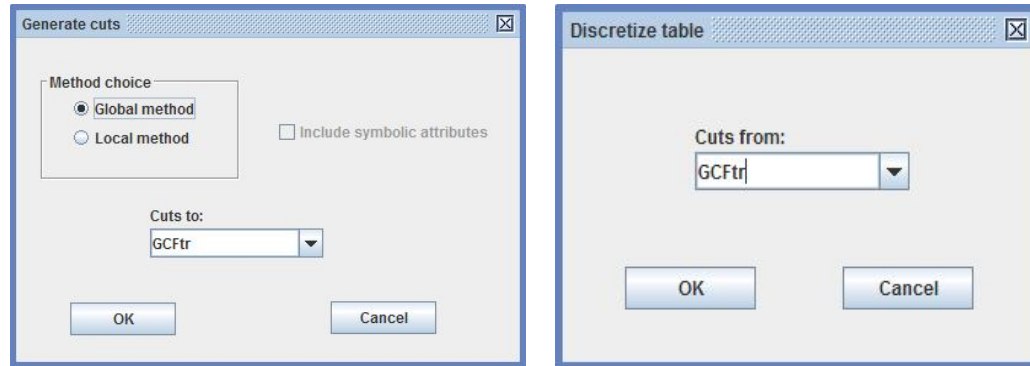 Generate cuts
Method choice
Global method
Local method
Include symbolic attributes
Cuts to:
GCFtr
OK
Cancel
Discretize table
Cuts from:
GCFtr
OK
Cancel